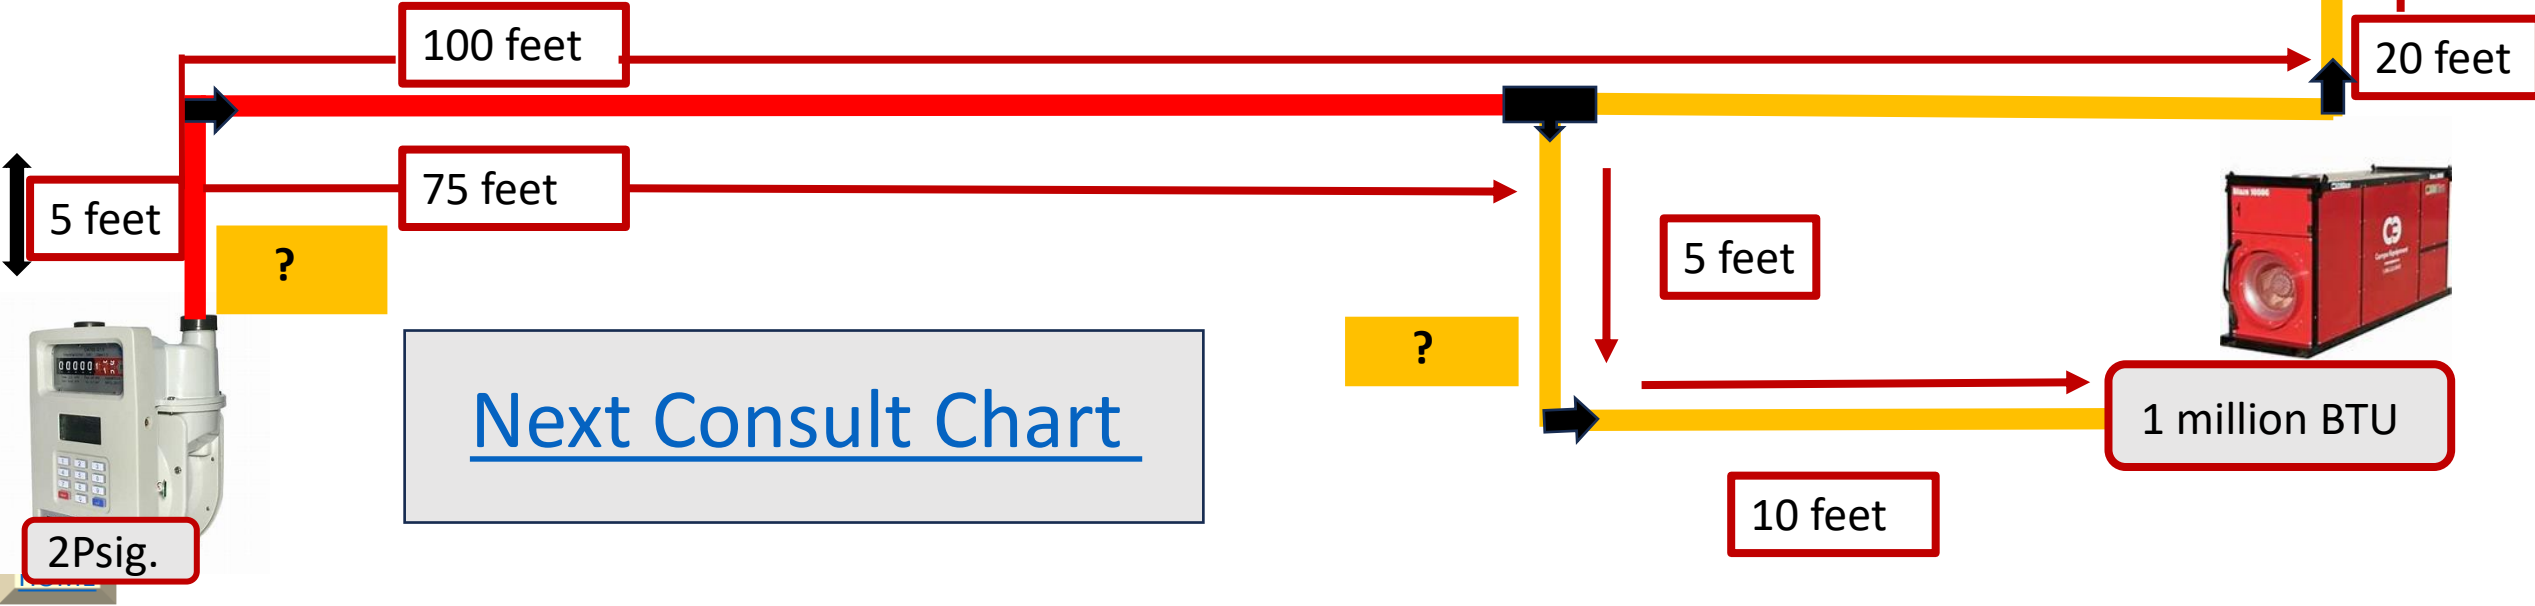 100 feet
20 feet
75 feet
5 feet
?
5 feet
?
Next Consult Chart
1 million BTU
10 feet
2Psig.